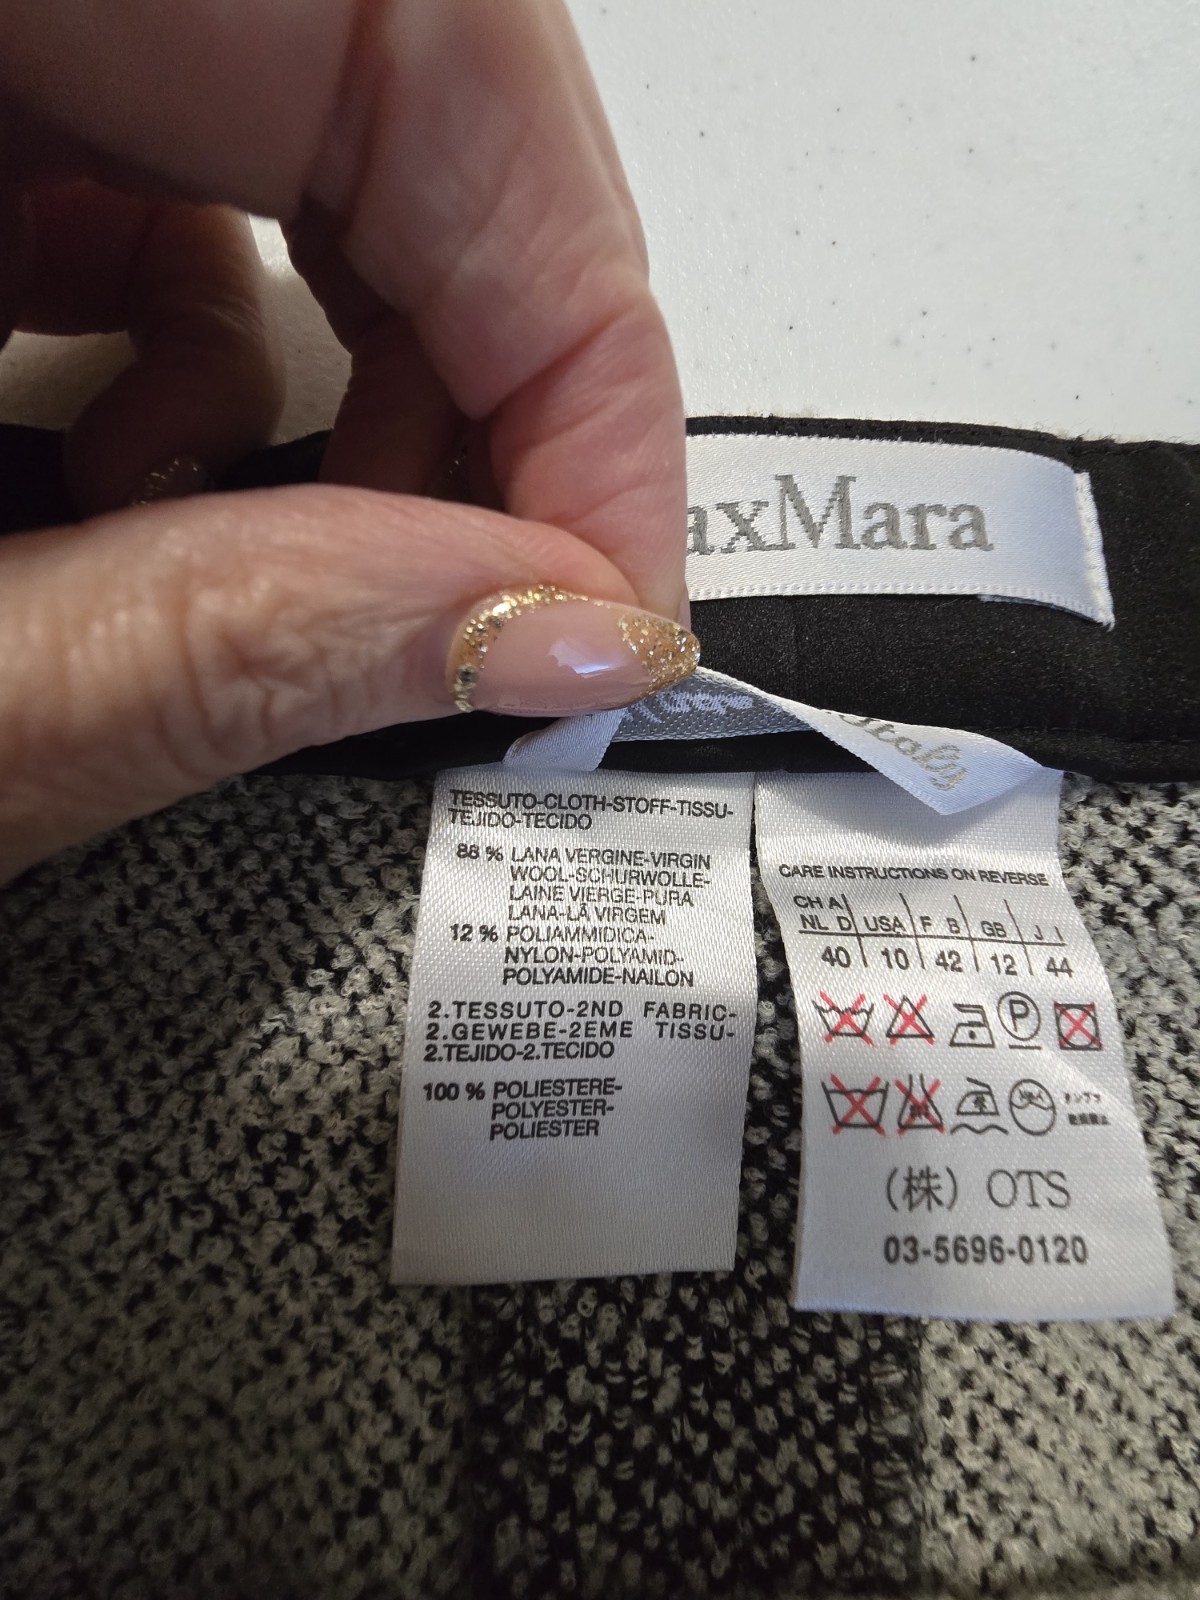 axMara
Italy
TESSUTO-CLOTH-STOFF-TISSU-
TEJIDO-TECIDO
88 % LANA VERGINE-VIRGIN
WOOL-SCHURWOLLE-
LAINE VIERGE-PURA
LANA-LÃ VIRGEM
12 % POLIAMMIDICA-
NYLON-POLYAMID-
POLYAMIDE-NAILON
2.TESSUTO-2ND FABRIC-
2.GEWEBE-2EME TISSU-
2.TEJIDO-2.TECIDO
100 % POLIESTERE-
POLYESTER-
POLIESTER
CARE INSTRUCTIONS ON REVERSE
CH A
NL D USA F B GB J I
40 10 42 12 44
P
(株) OTS
03-5696-0120